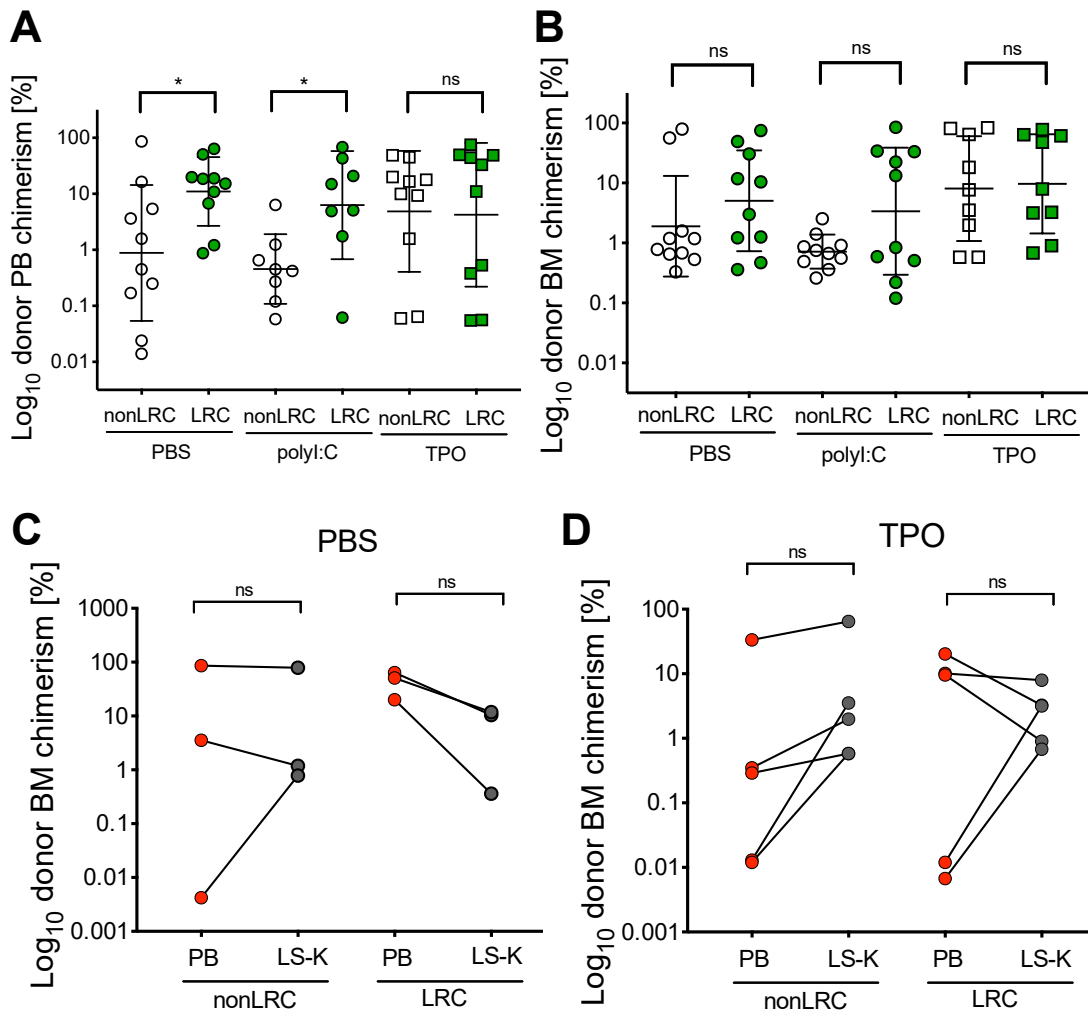 A
Log10 donor PB chimerism [%]
* * ns
100
10
1
0.1
0.01
nonLRC LRC nonLRC LRC nonLRC LRC
PBS polyI:C TPO
B
Log10 donor BM chimerism [%]
ns ns ns
100
10
1
0.1
0.01
nonLRC LRC nonLRC LRC nonLRC LRC
PBS polyI:C TPO
C
PBS
Log10 donor BM chimerism [%]
ns ns
1000
100
10
1
0.1
0.01
0.001
PB LS-K PB LS-K
nonLRC LRC
D
TPO
Log10 donor BM chimerism [%]
ns ns
100
10
1
0.1
0.01
0.001
PB LS-K PB LS-K
nonLRC LRC